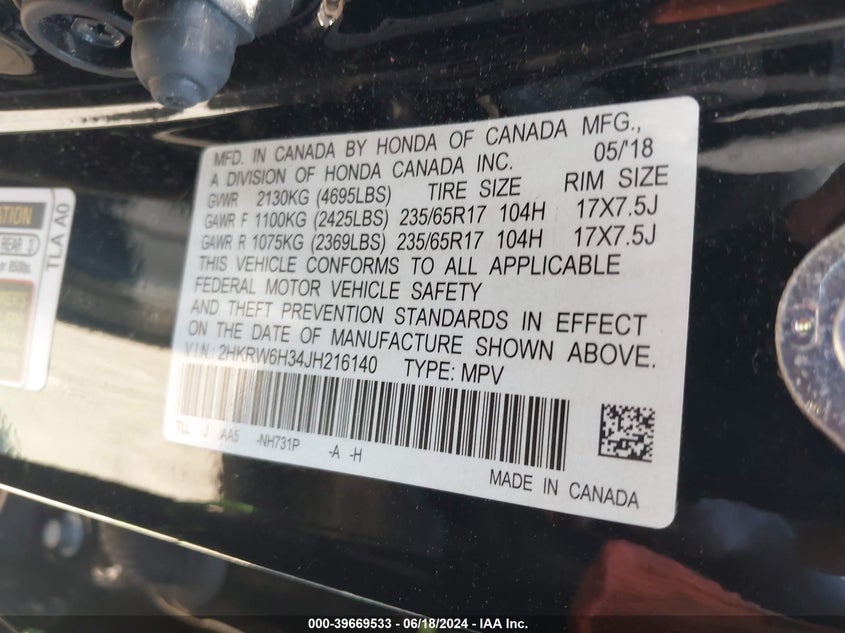 MFD. IN CANADA BY HONDA OF CANADA MFG.,
A DIVISION OF HONDA CANADA INC. 05/'18
GVWR 2130KG (4695LBS) TIRE SIZE RIM SIZE
GAWR F 1100KG (2425LBS) 235/65R17 104H 17X7.5J
GAWR R 1075KG (2369LBS) 235/65R17 104H 17X7.5J
THIS VEHICLE CONFORMS TO ALL APPLICABLE
FEDERAL MOTOR VEHICLE SAFETY
AND THEFT PREVENTION STANDARDS IN EFFECT
ON THE DATE OF MANUFACTURE SHOWN ABOVE.
V.I.N.: 2HKRW6H34JH216140 TYPE: MPV
TLL J AA5 -NH731P -A -H
MADE IN CANADA
TLA A0
REAR
000-39669533 - 06/18/2024 - IAA Inc.